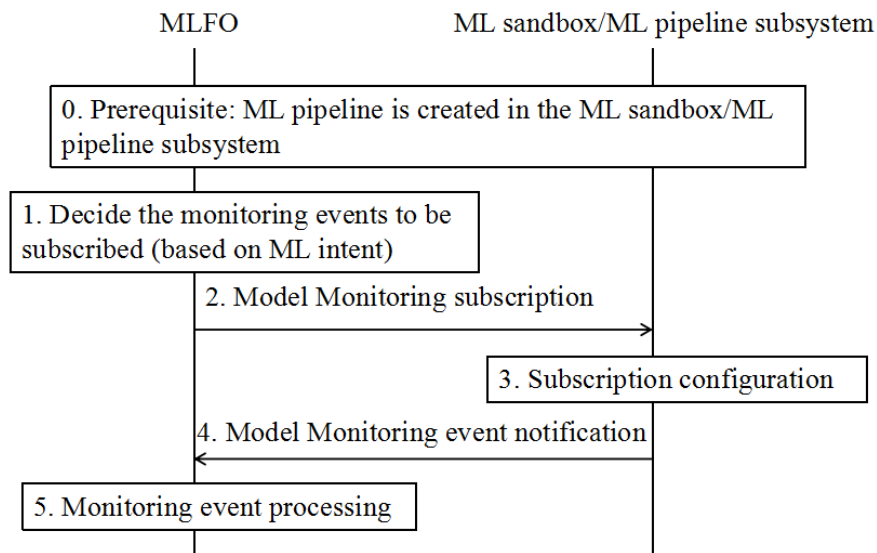 MLFO
ML sandbox/ML pipeline subsystem
0. Prerequisite: ML pipeline is created in the ML sandbox/ML
pipeline subsystem
1. Decide the monitoring events to be
subscribed (based on ML intent)
2. Model Monitoring subscription
3. Subscription configuration
4. Model Monitoring event notification
5. Monitoring event processing